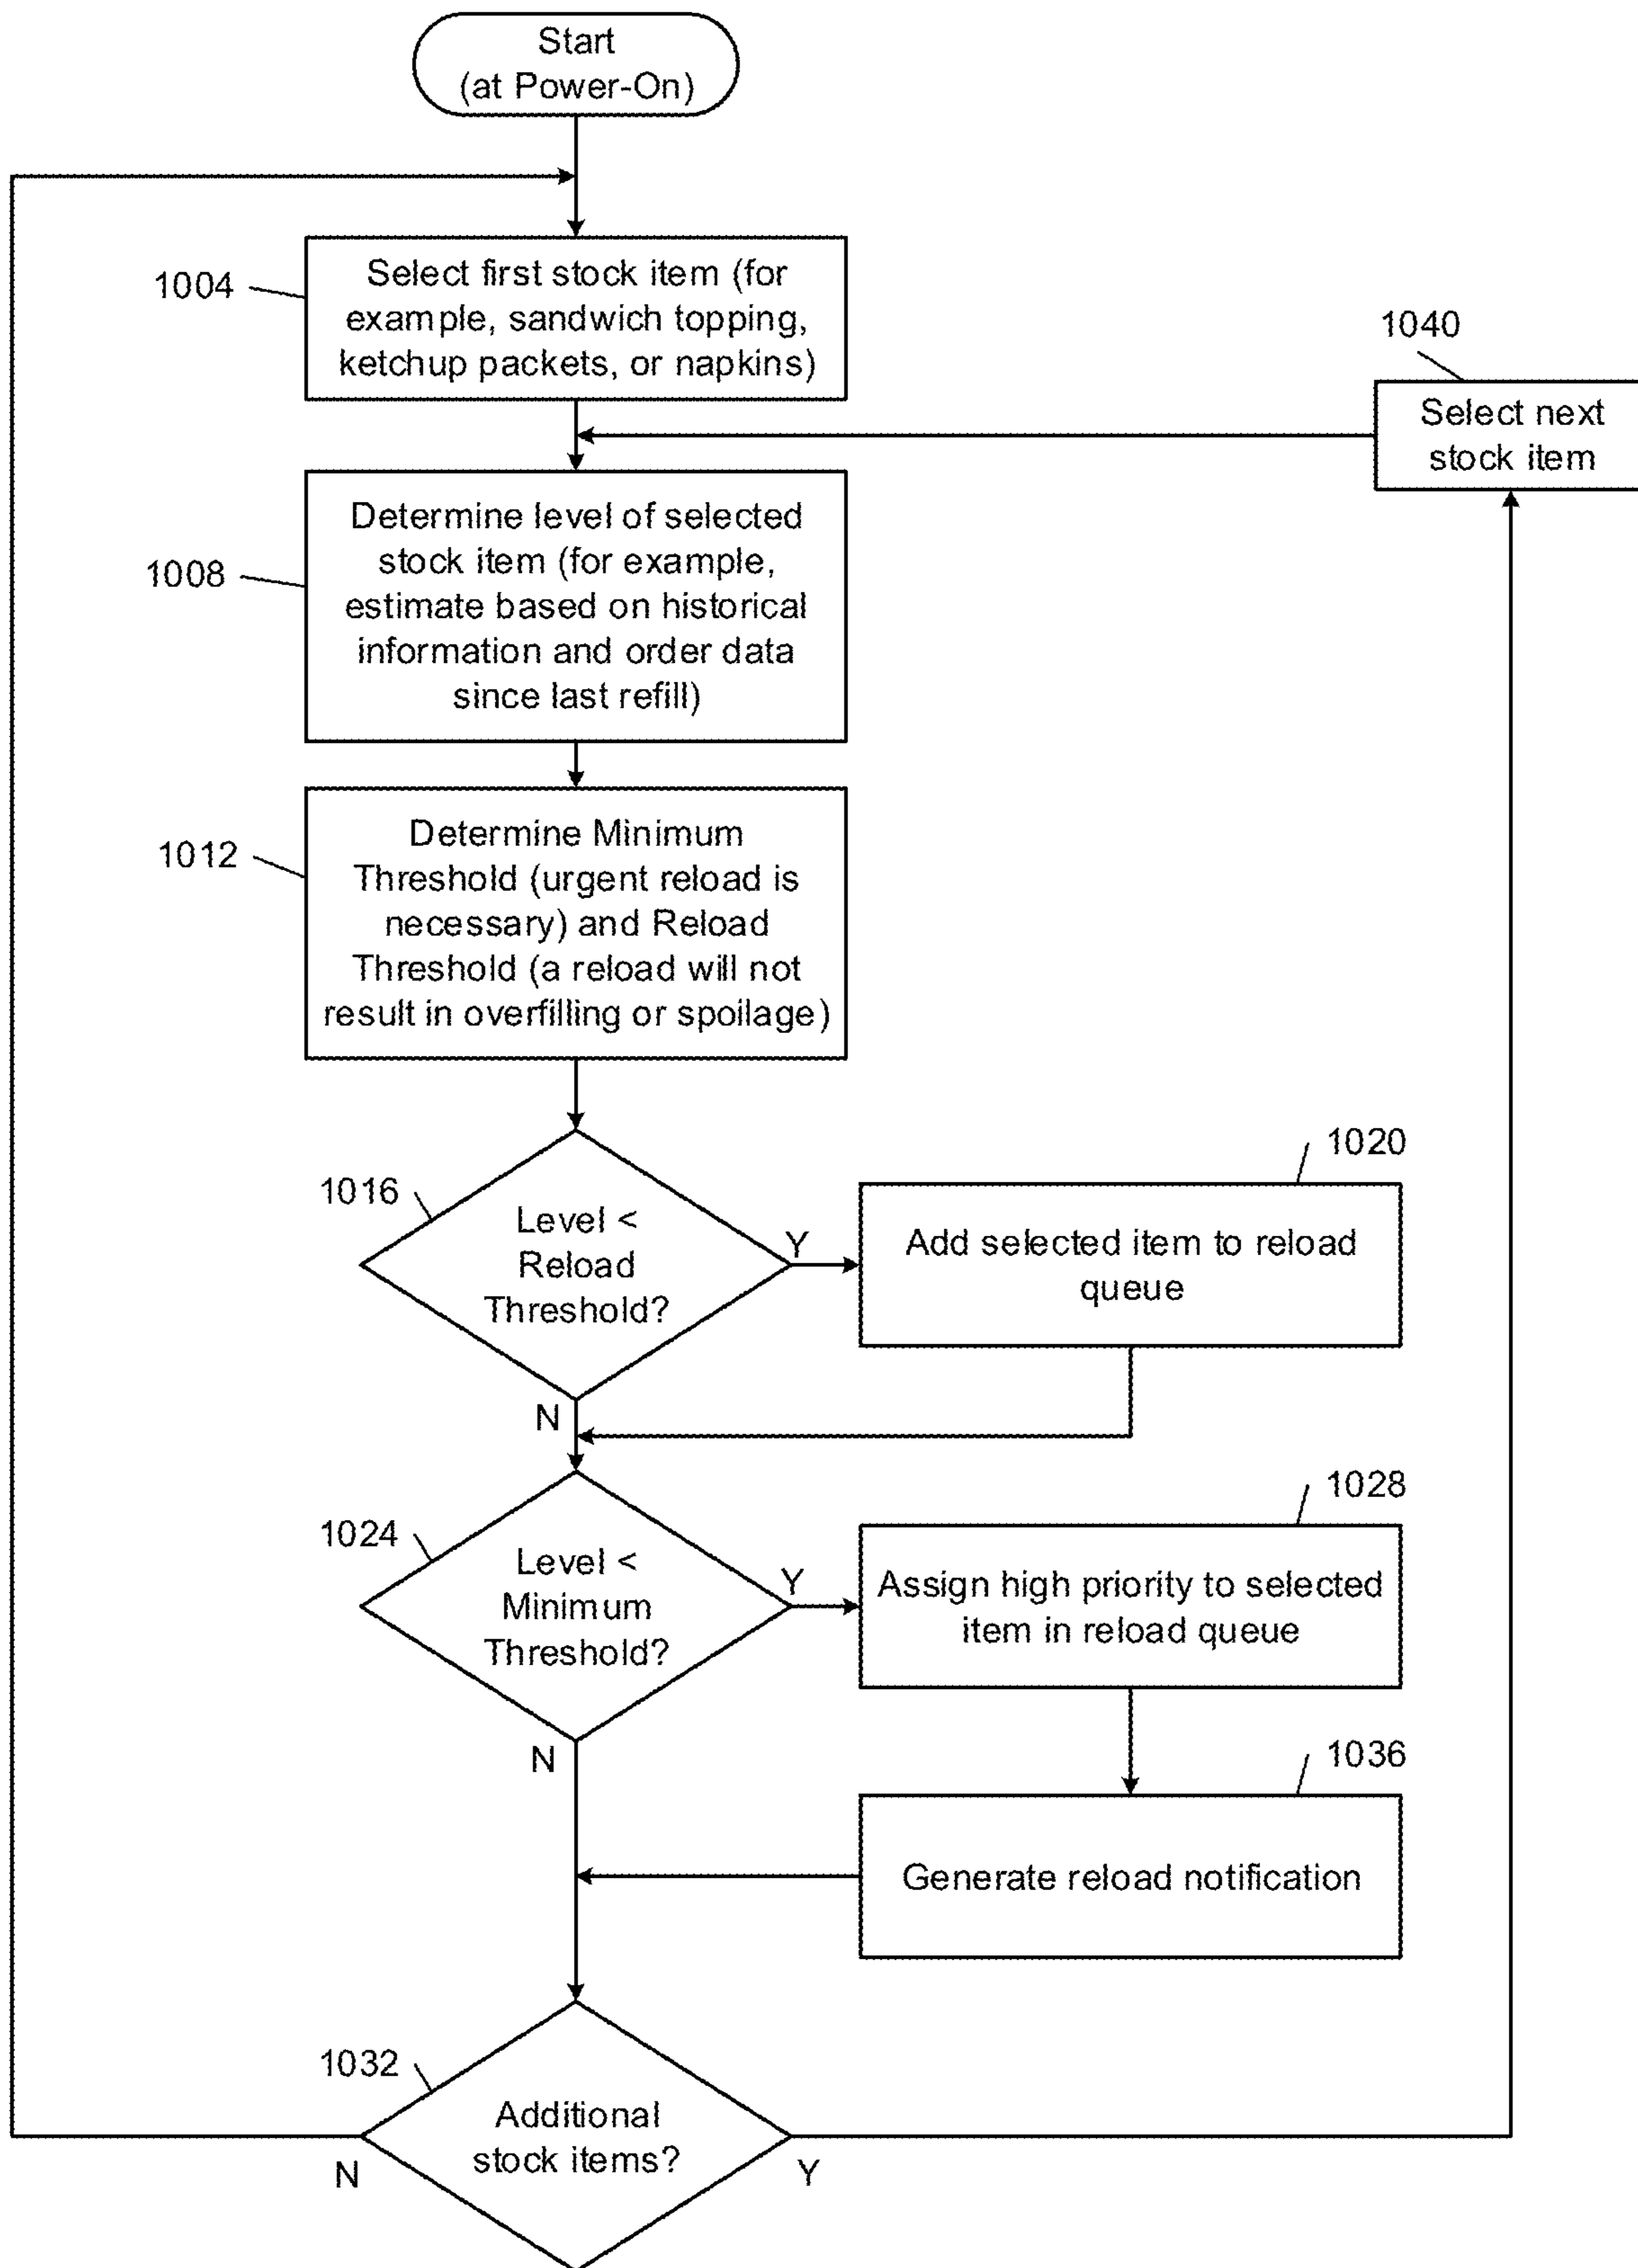 Start
(at Power-On)
1004
Select first stock item (for
example, sandwich topping,
ketchup packets, or napkins)
1040
Select next
stock item
1008
Determine level of selected
stock item (for example,
estimate based on historical
information and order data
since last refill)
1012
Determine Minimum
Threshold (urgent reload is
necessary) and Reload
Threshold (a reload will not
result in overfilling or spoilage)
1016
Level <
Reload
Threshold?
Y
N
1020
Add selected item to reload
queue
1024
Level <
Minimum
Threshold?
Y
N
1028
Assign high priority to selected
item in reload queue
1036
Generate reload notification
1032
Additional
stock items?
N
Y